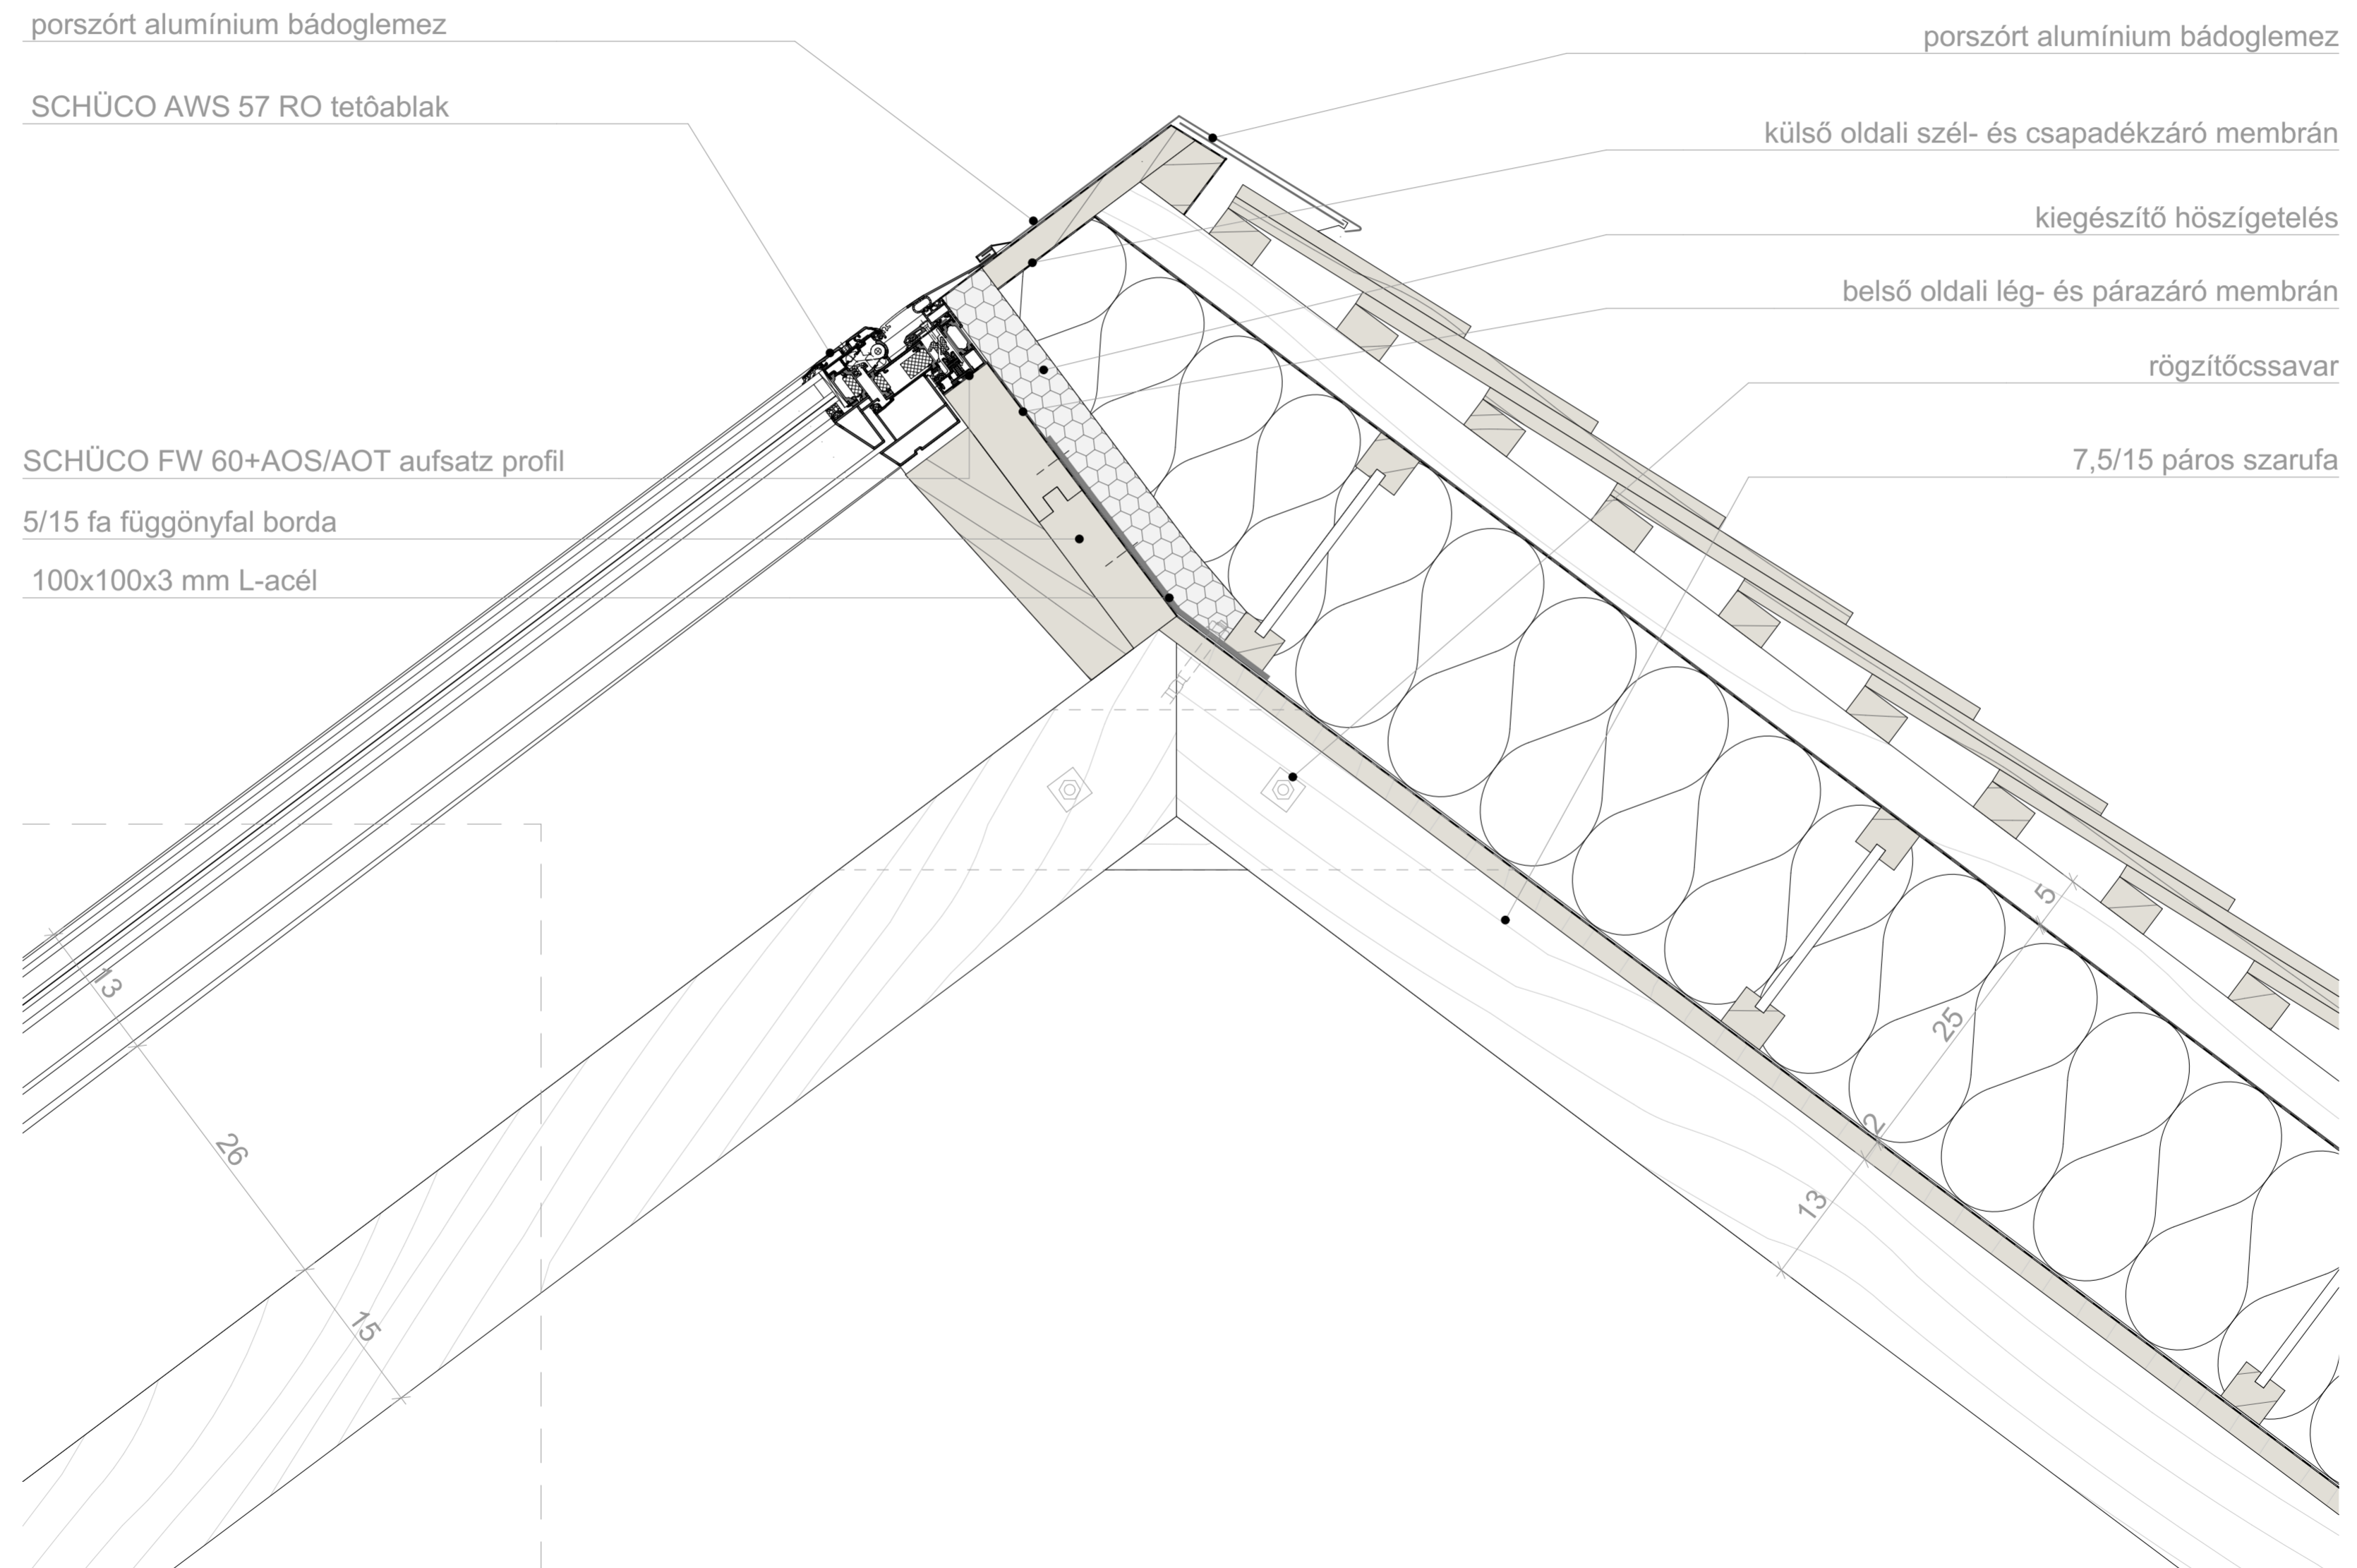 porszórt alumínium bádoglemez
SCHÜCO AWS 57 RO tetôablak
SCHÜCO FW 60+AOS/AOT aufsatz profil
5/15 fa függönyfal borda
100x100x3 mm L-acél
porszórt alumínium bádoglemez
külső oldali szél- és csapadékzáró membrán
kiegészítő höszígetelés
belső oldali lég- és párazáró membrán
rögzítőcssavar
7,5/15 páros szarufa
13
26
15
5
25
2
13